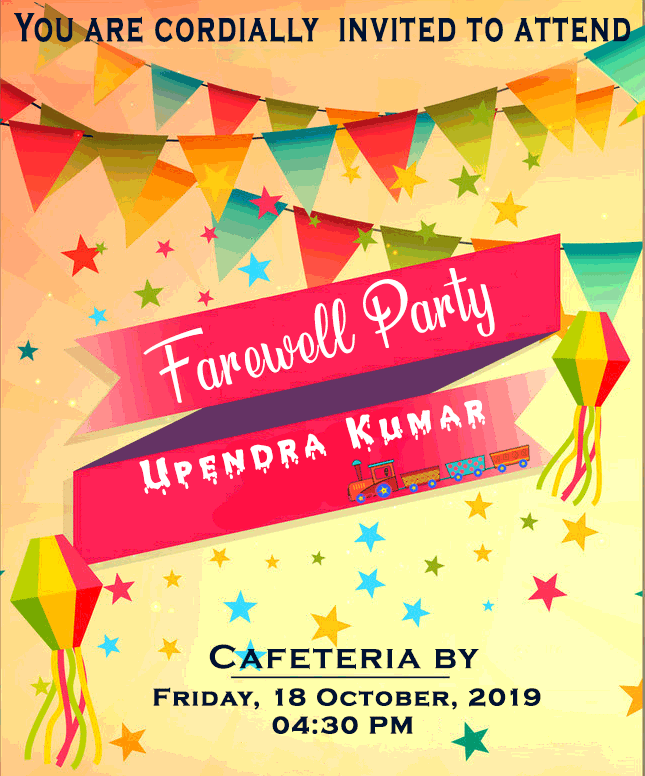 YOU ARE CORDIALLY INVITED TO ATTEND
Farewell Party
UPENDRA KUMAR
CAFETERIA BY
FRIDAY, 18 OCTOBER, 2019
04:30 PM